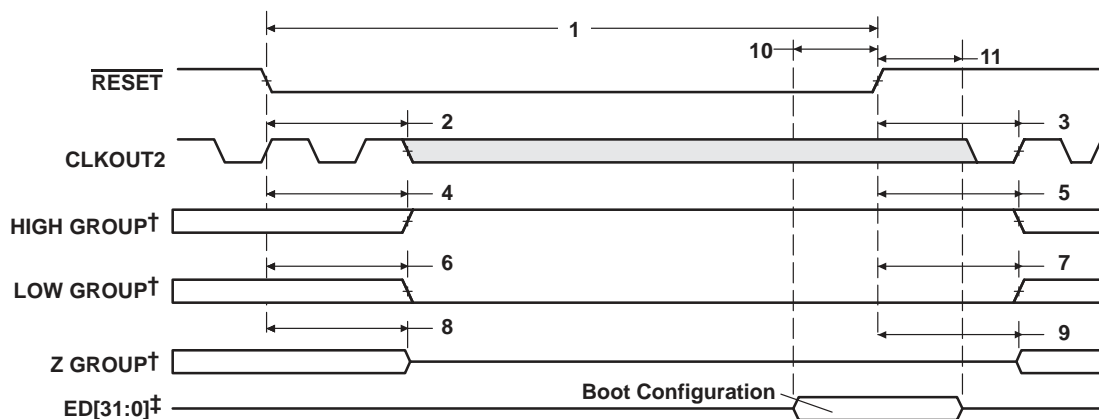 1
10
11
RESET
2
3
CLKOUT2
4
5
HIGH GROUP†
6
7
LOW GROUP†
8
9
Z GROUP†
Boot Configuration
ED[31:0]‡